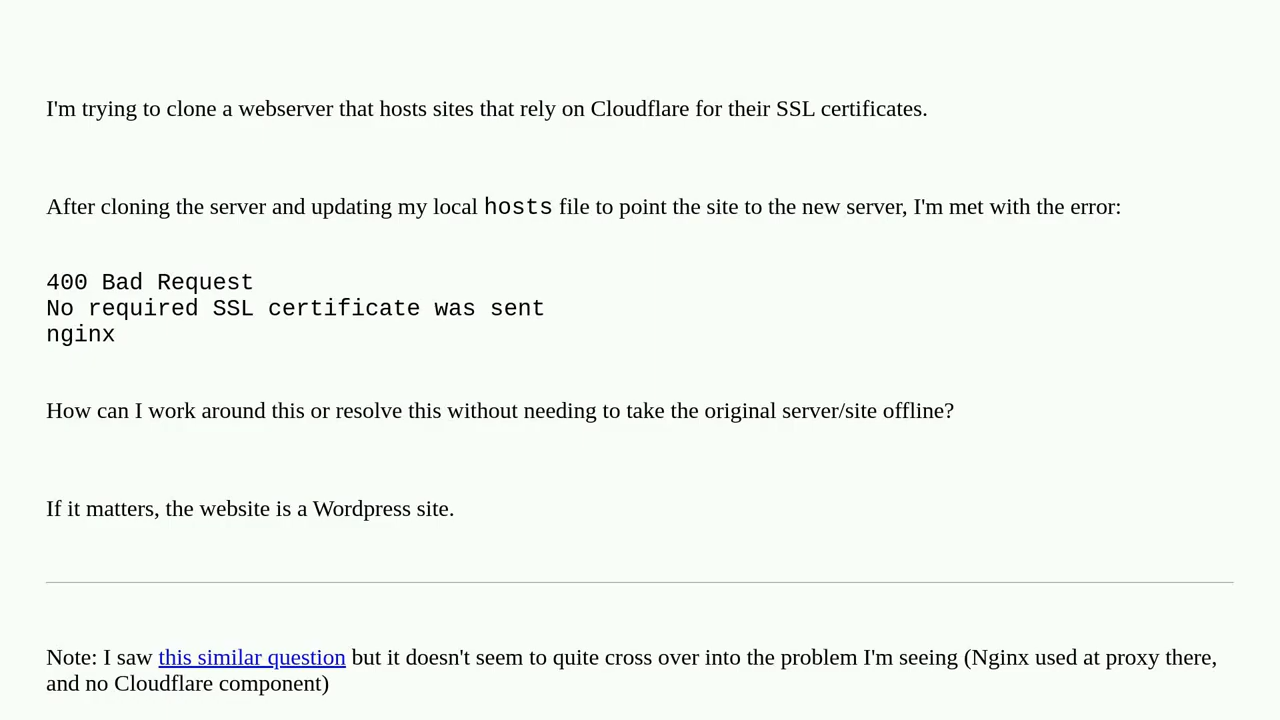 I'm trying to clone a webserver that hosts sites that rely on Cloudflare for their SSL certificates.
After cloning the server and updating my local hosts file to point the site to the new server, I'm met with the error:
400 Bad Request
No required SSL certificate was sent
nginx
How can I work around this or resolve this without needing to take the original server/site offline?
If it matters, the website is a Wordpress site.
Note: I saw this similar question but it doesn't seem to quite cross over into the problem I'm seeing (Nginx used at proxy there,
and no Cloudflare component)